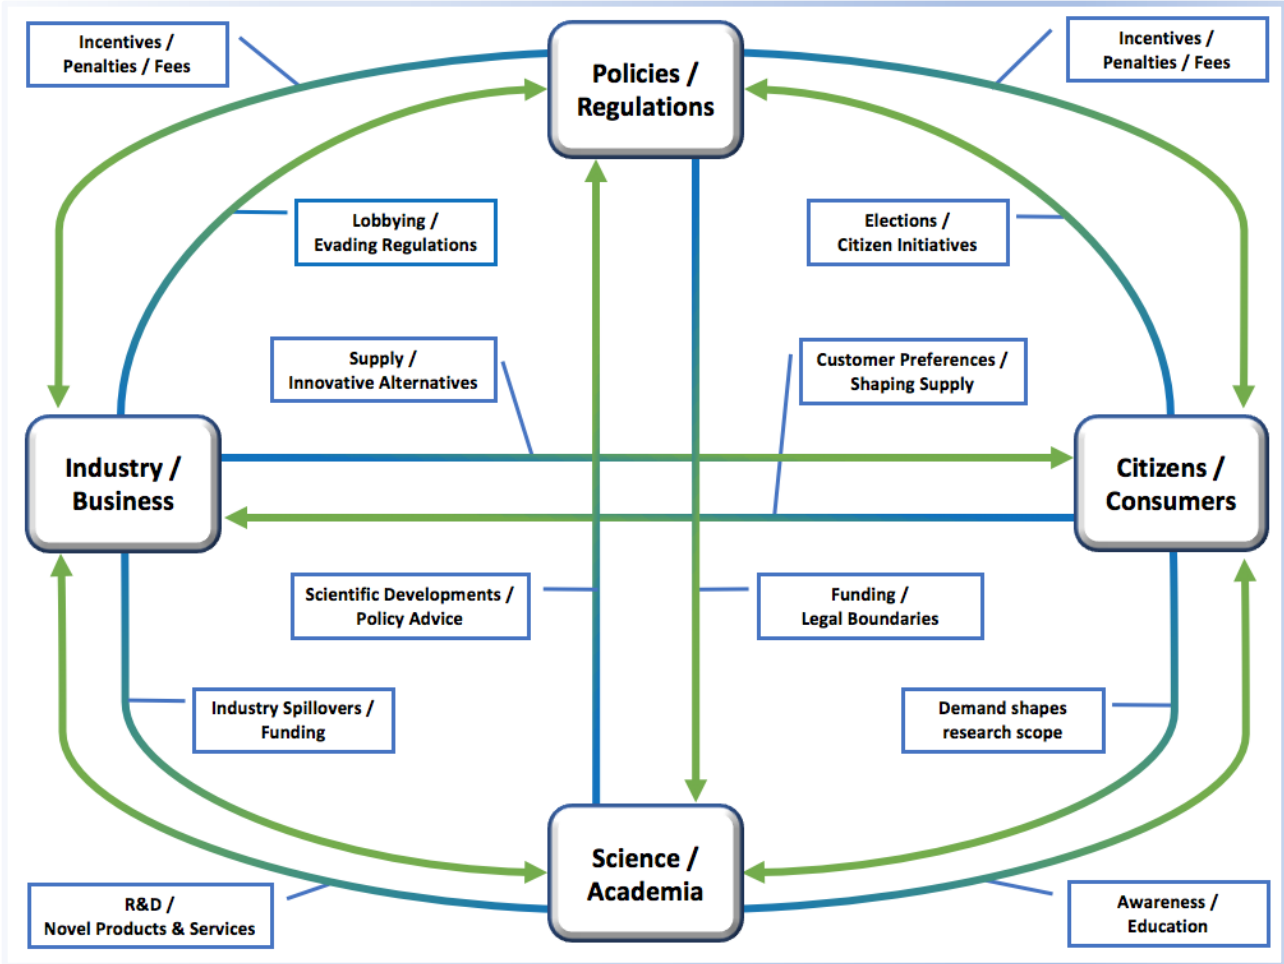 Incentives /
Penalties / Fees
Policies /
Regulations
Incentives /
Penalties / Fees
Lobbying /
Evading Regulations
Elections /
Citizen Initiatives
Supply /
Innovative Alternatives
Customer Preferences /
Shaping Supply
Industry /
Business
Citizens /
Consumers
Scientific Developments /
Policy Advice
Funding /
Legal Boundaries
Industry Spillovers /
Funding
Demand shapes
research scope
Science /
Academia
R&D /
Novel Products & Services
Awareness /
Education